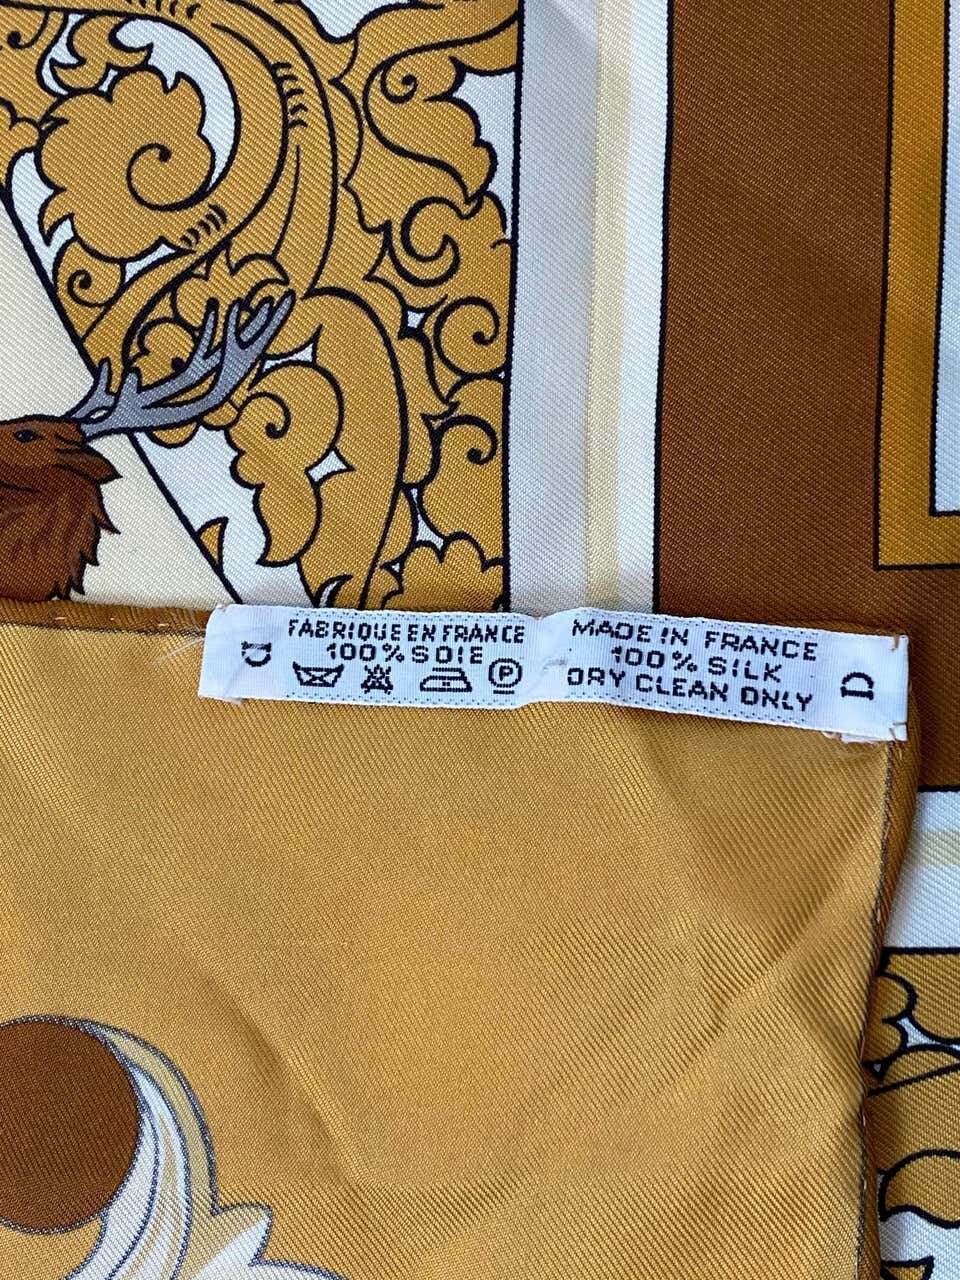 FABRIQUE EN FRANCE
100% SOIE
P
MADE IN FRANCE
100% SILK
DRY CLEAN ONLY
D